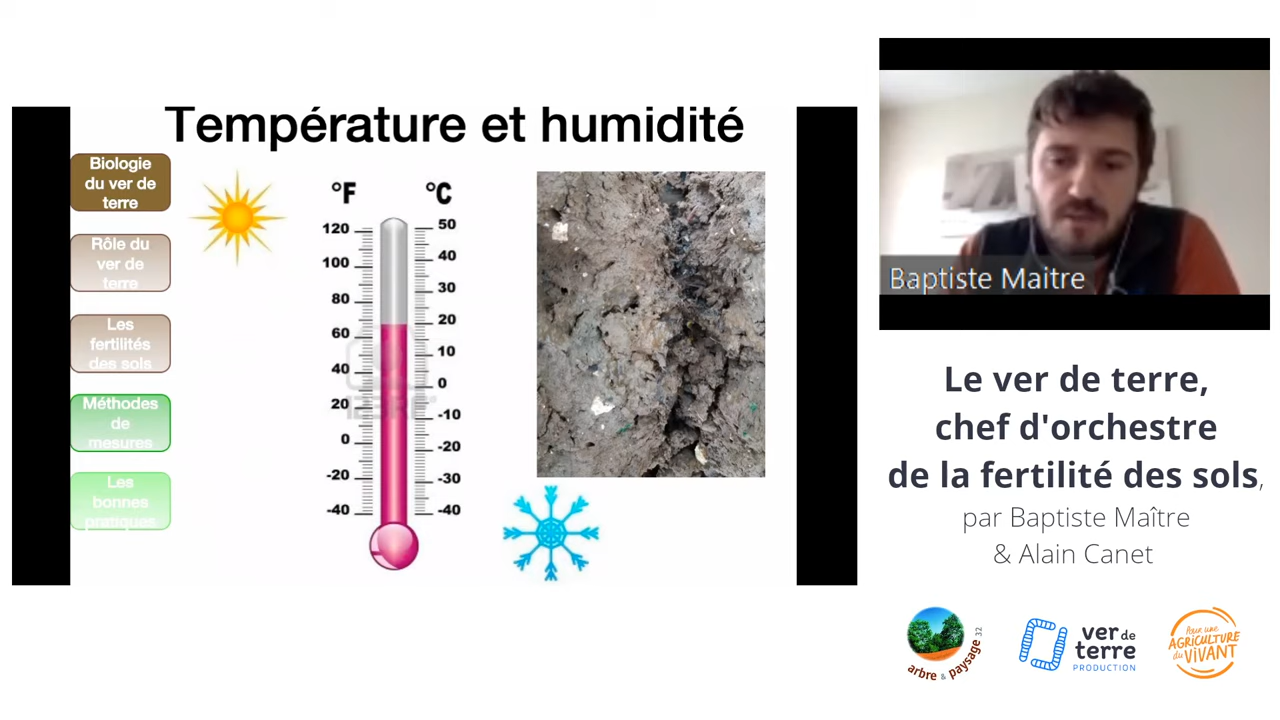 Température et humidité
Biologie
du ver de
terre
Rôle du
ver de
terre
Les
fertilités
des sols
Méthodes
de
mesures
Les
bonnes
pratiques
°F
°C
120
100
80
60
40
20
0
-20
-40
50
40
30
20
10
0
-10
-20
-30
-40
Baptiste Maitre
Le ver de terre,
chef d'orchestre
de la fertilité des sols,
par Baptiste Maître
& Alain Canet
arbre & paysage 32
ver de
terre
PRODUCTION
Pour une
AGRICULTURE
du VIVANT